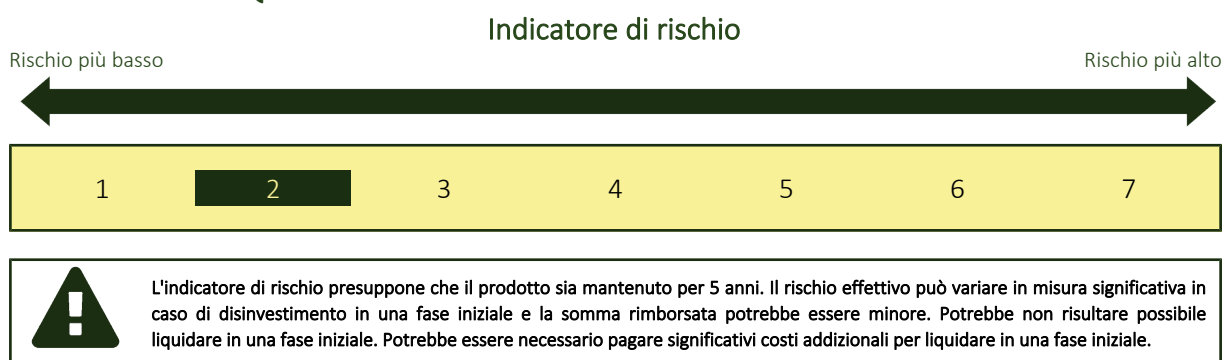 Indicatore di rischio
Rischio più basso
Rischio più alto
1 2 3 4 5 6 7
L'indicatore di rischio presuppone che il prodotto sia mantenuto per 5 anni. Il rischio effettivo può variare in misura significativa in
caso di disinvestimento in una fase iniziale e la somma rimborsata potrebbe essere minore. Potrebbe non risultare possibile
liquidare in una fase iniziale. Potrebbe essere necessario pagare significativi costi addizionali per liquidare in una fase iniziale.